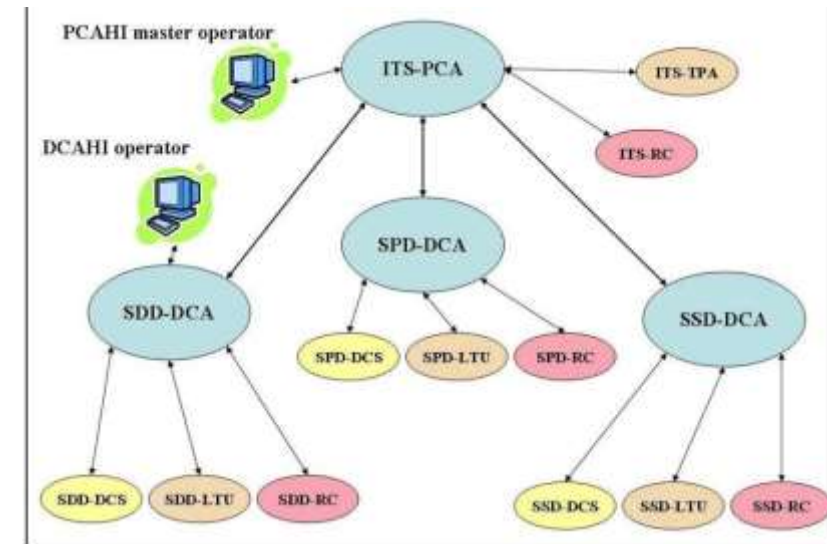 PCAHI master operator
ITS-PCA
ITS-TPA
DCAHI operator
ITS-RC
SPD-DCA
SDD-DCA
SSD-DCA
SPD-DCS
SPD-LTU
SPD-RC
SDD-DCS
SDD-LTU
SDD-RC
SSD-DCS
SSD-LTU
SSD-RC